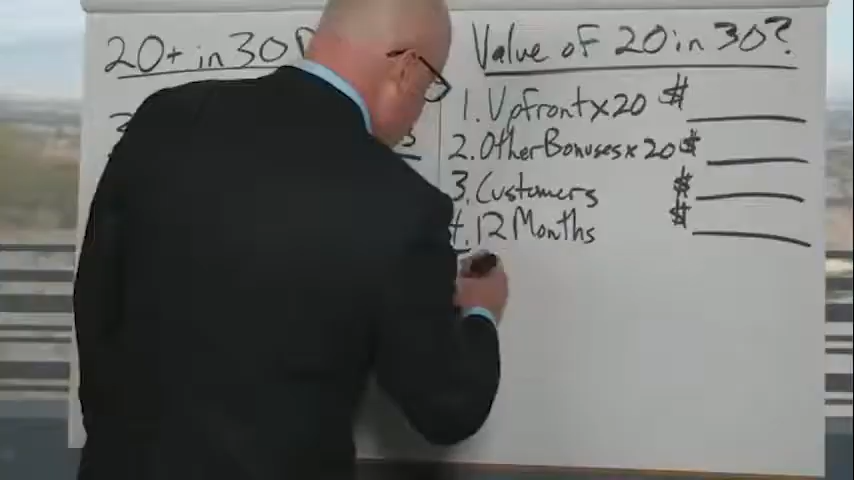 20+ in 30
Value of 20 in 30?
1. Upfront x 20 $
2. Other Bonuses x 20 $
3. Customers $
4. 12 Months $